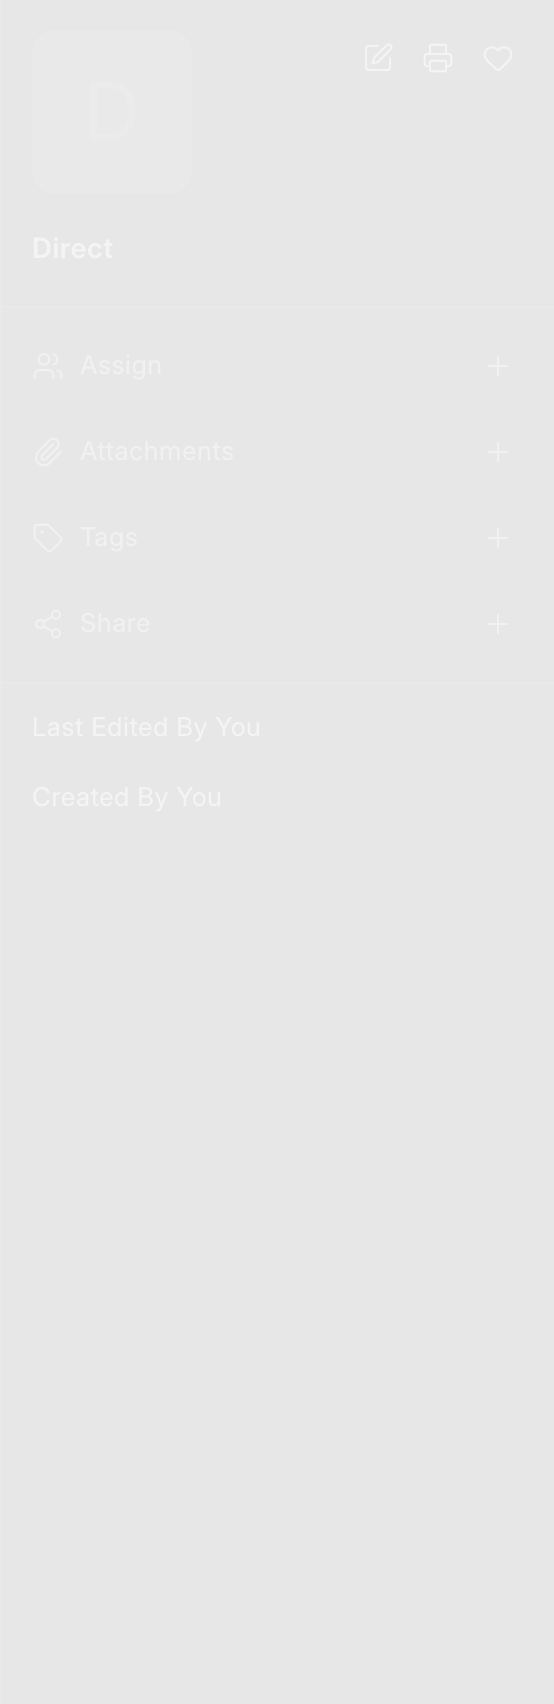 D
Direct
Assign
Attachments
Tags
Share
Last Edited By You
Created By You